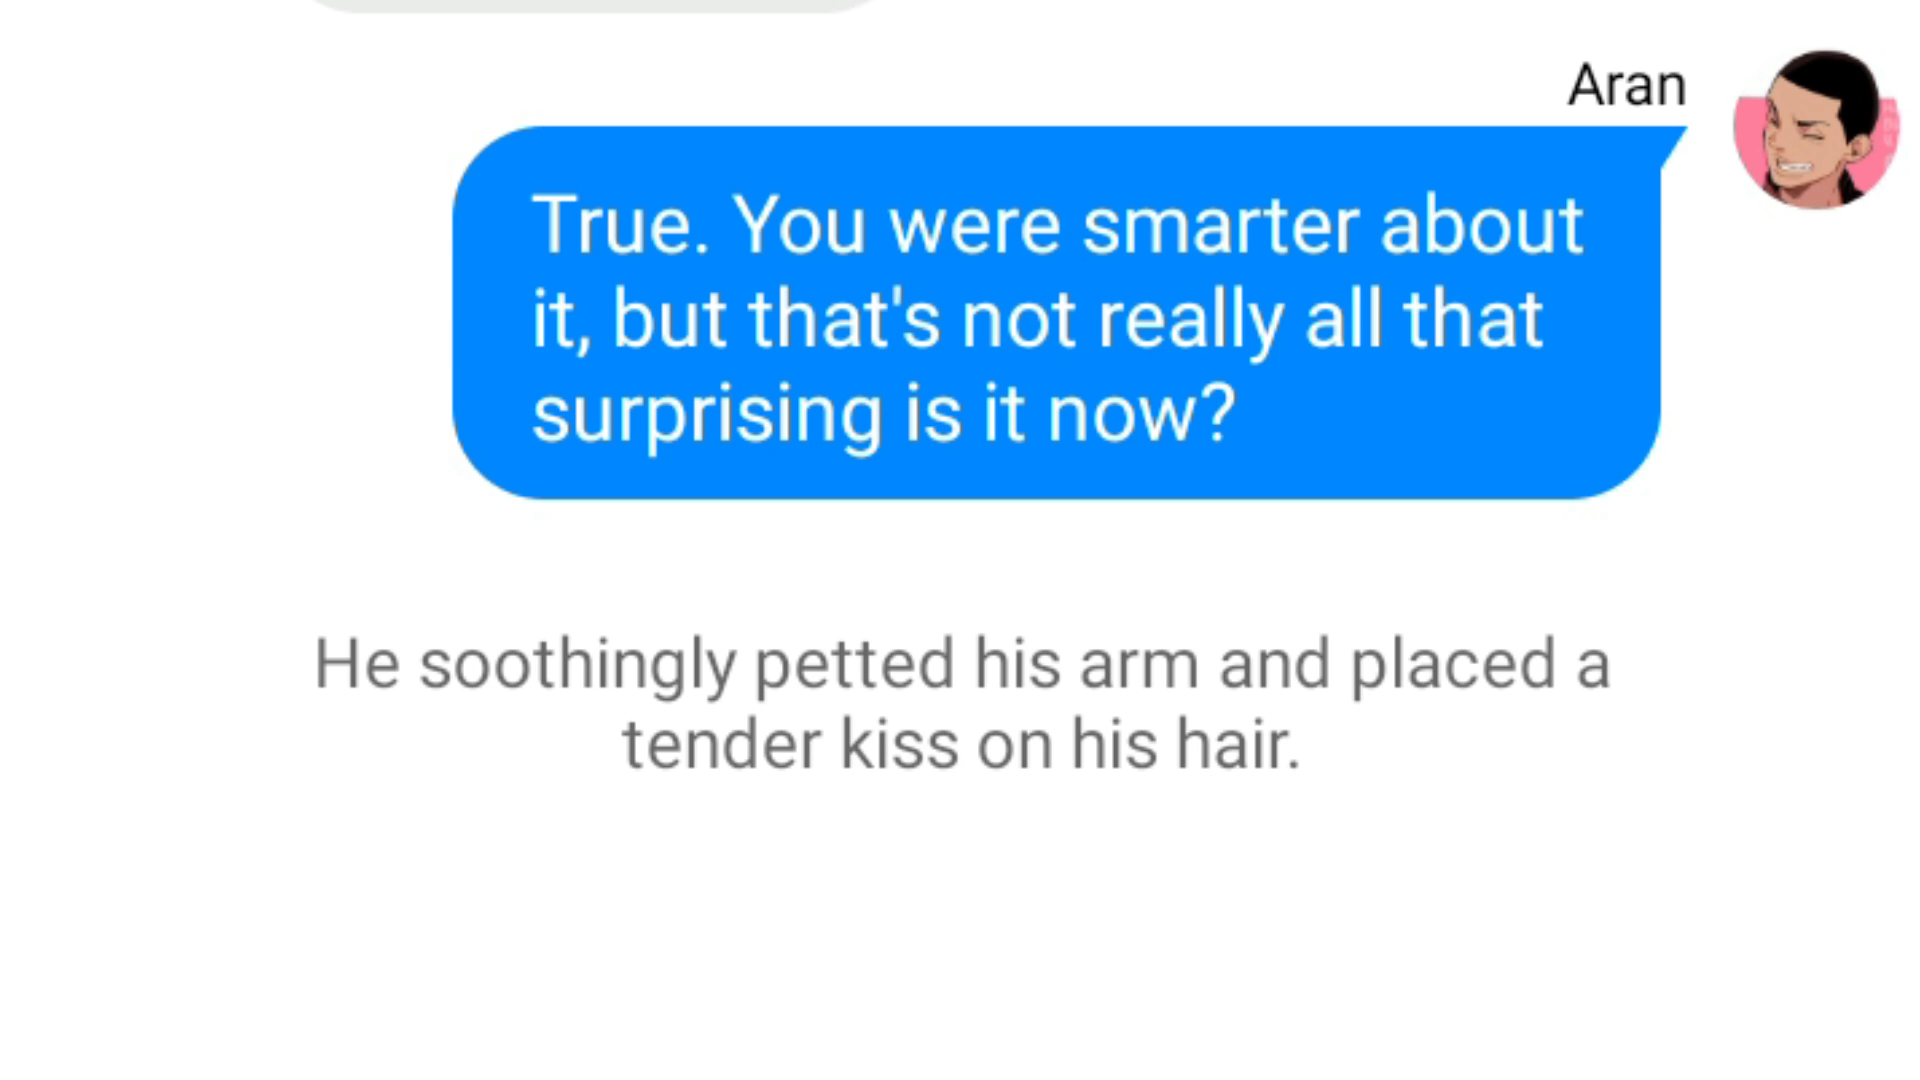 Aran
True. You were smarter about
it, but that's not really all that
surprising is it now?
He soothingly petted his arm and placed a
tender kiss on his hair.